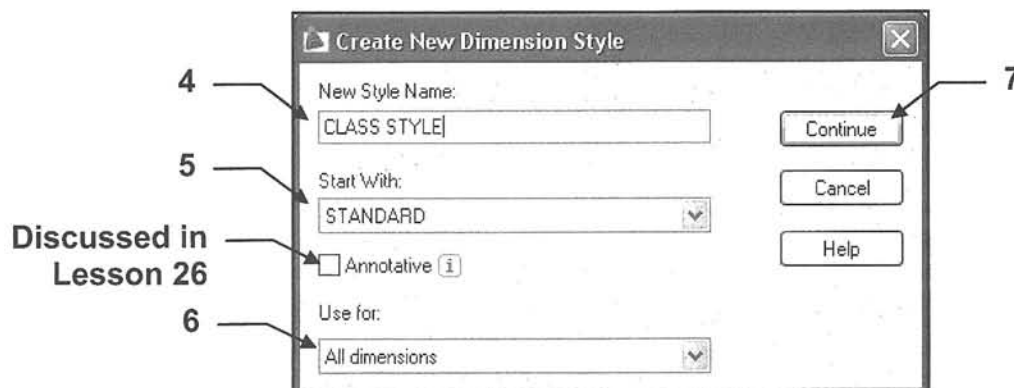 Create New Dimension Style
4
New Style Name:
7
CLASS STYLE
Continue
5
Start With:
Cancel
STANDARD
Discussed in
Lesson 26
Annotative i
Help
6
Use for:
All dimensions